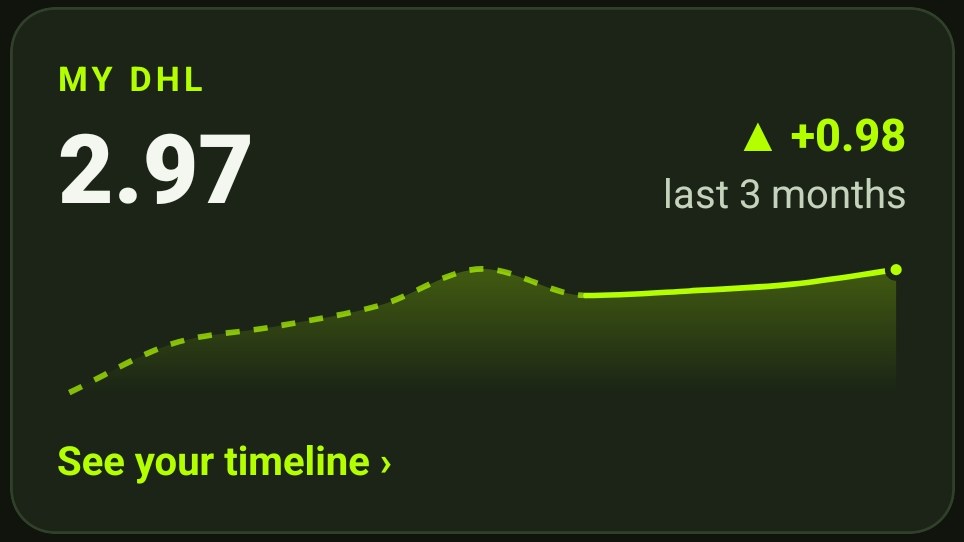 MY DHL
2.97
▲ +0.98
last 3 months
See your timeline ›